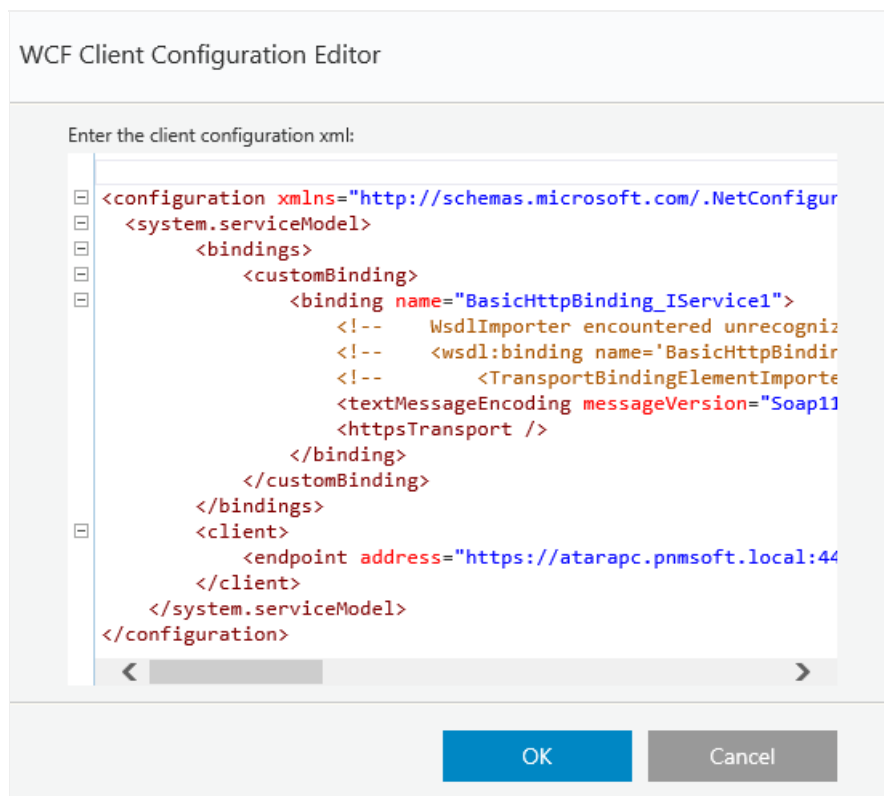 WCF Client Configuration Editor
Enter the client configuration xml:
<configuration xmlns="http://schemas.microsoft.com/.NetConfigur
<system.serviceModel>
<bindings>
<customBinding>
<binding name="BasicHttpBinding_IService1">
<!-- WsdlImporter encountered unrecogniz
<!-- <wsdl:binding name='BasicHttpBindin
<!-- <TransportBindingElementImporte
<textMessageEncoding messageVersion="Soap11
<httpsTransport />
</binding>
</customBinding>
</bindings>
<client>
<endpoint address="https://atarapc.pnmsoft.local:44
</client>
</system.serviceModel>
</configuration>
OK Cancel